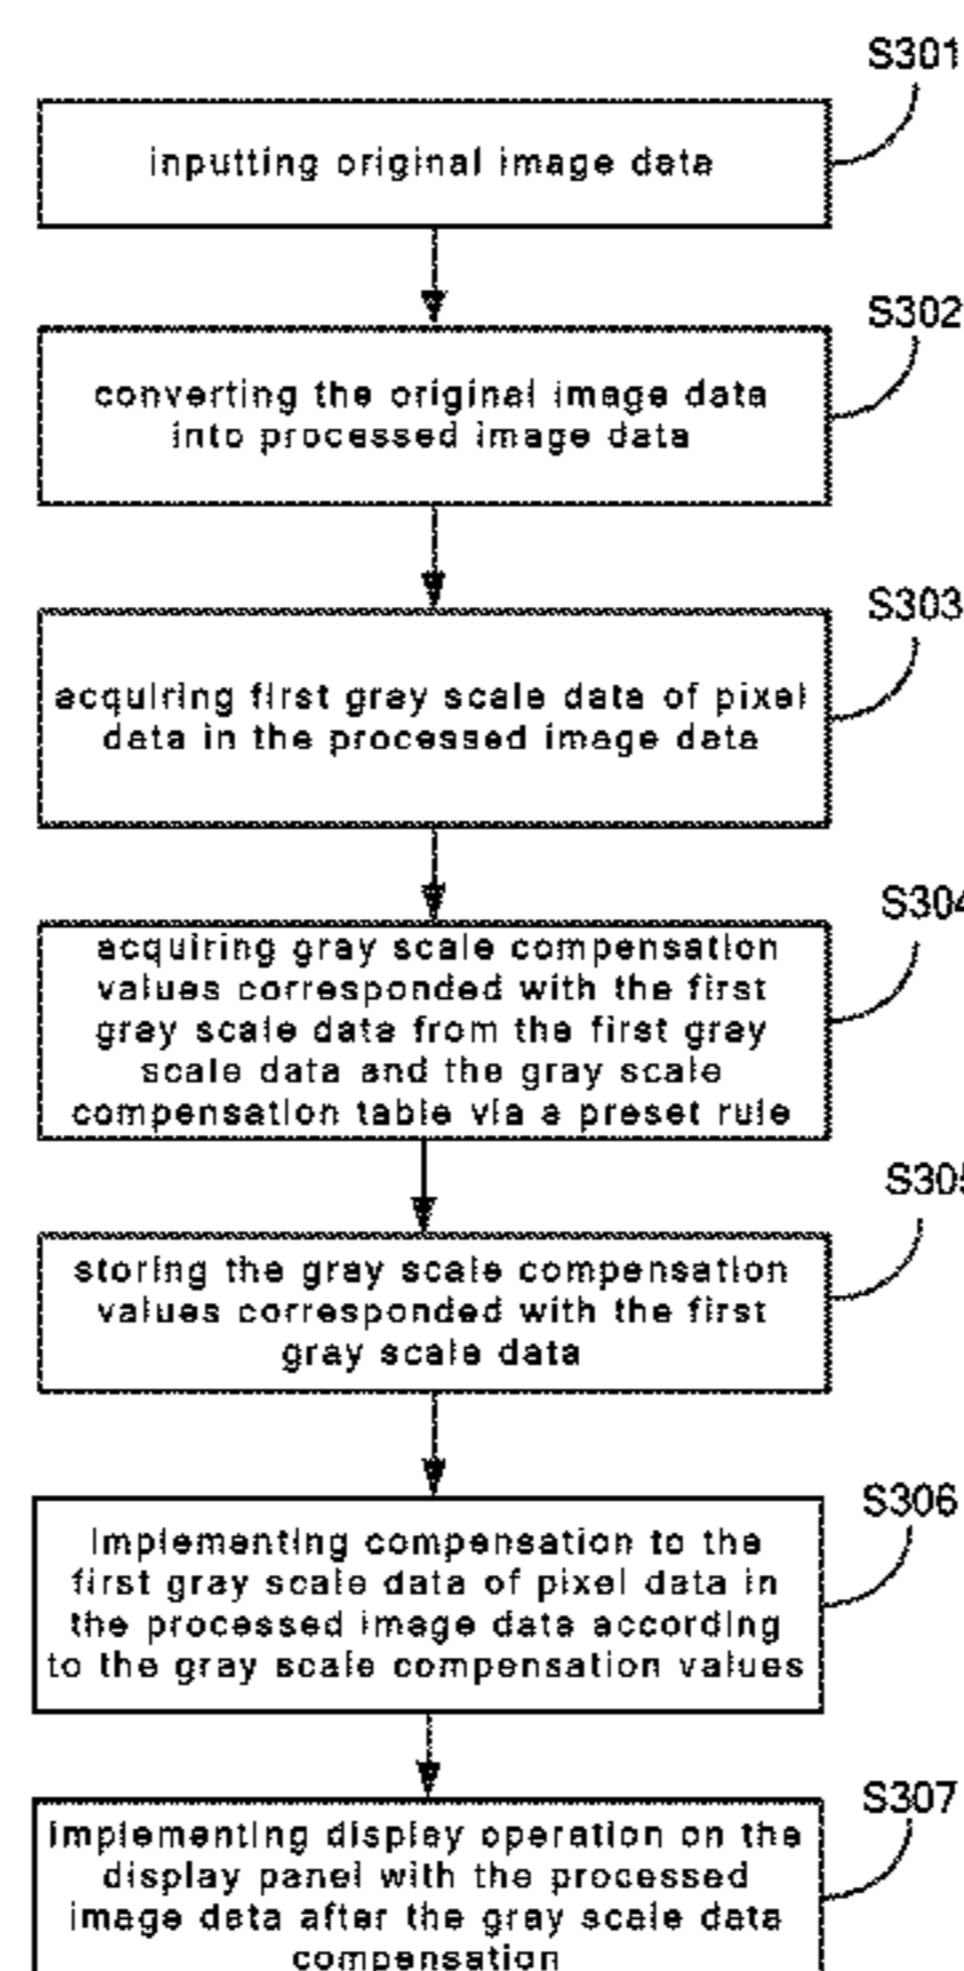 S301
inputting original image data
S302
converting the original image data
into processed image data
S303
acquiring first gray scale data of pixel
data in the processed image data
S304
acquiring gray scale compensation
values corresponded with the first
gray scale data from the first gray
scale data and the gray scale
compensation table via a preset rule
S305
storing the gray scale compensation
values corresponded with the first
gray scale data
S306
implementing compensation to the
first gray scale data of pixel data in
the processed image data according
to the gray scale compensation values
S307
implementing display operation on the
display panel with the processed
image data after the gray scale data
compensation